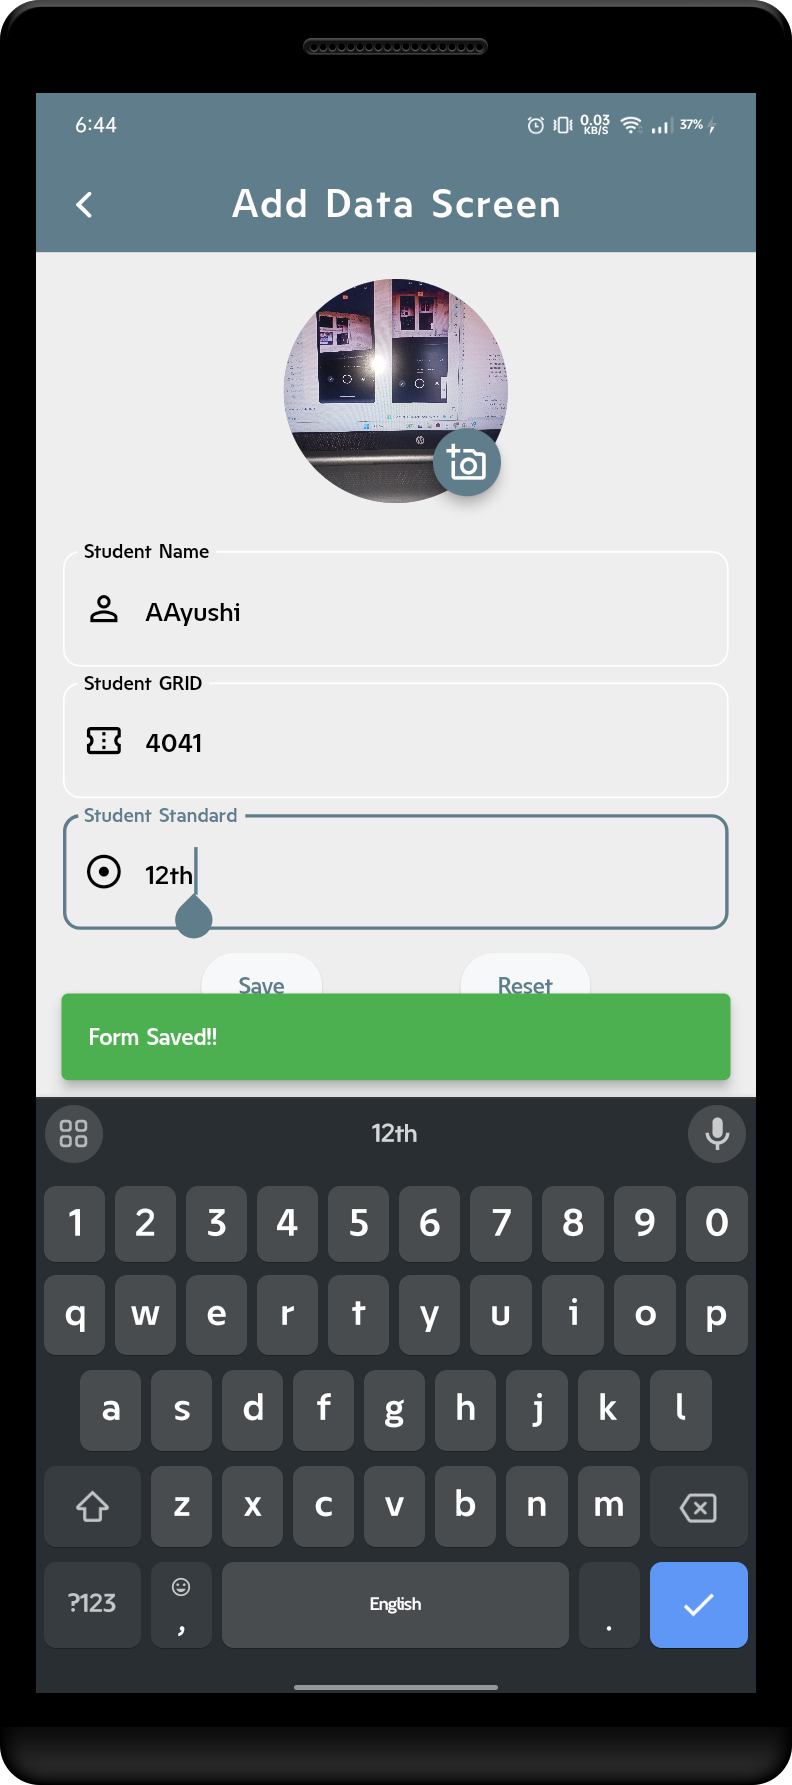 6:44
0.03
KB/S
37%
Add Data Screen
Student Name
AAyushi
Student GRID
4041
Student Standard
12th
Save
Reset
Form Saved!!
12th
1 2 3 4 5 6 7 8 9 0
q w e r t y u i o p
a s d f g h j k l
z x c v b n m
?123 , English .